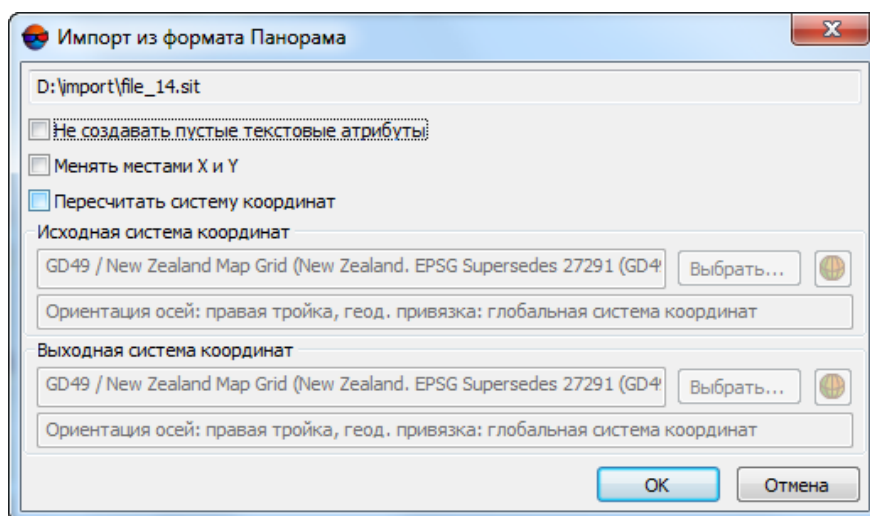 Импорт из формата Панорама
D:\import\file_14.sit
Не создавать пустые текстовые атрибуты
Менять местами X и Y
Пересчитать систему координат
Исходная система координат
GD49 / New Zealand Map Grid (New Zealand. EPSG Supersedes 27291 (GD49 Выбрать...
Ориентация осей: правая тройка, геод. привязка: глобальная система координат
Выходная система координат
GD49 / New Zealand Map Grid (New Zealand. EPSG Supersedes 27291 (GD49 Выбрать...
Ориентация осей: правая тройка, геод. привязка: глобальная система координат
OK Отмена